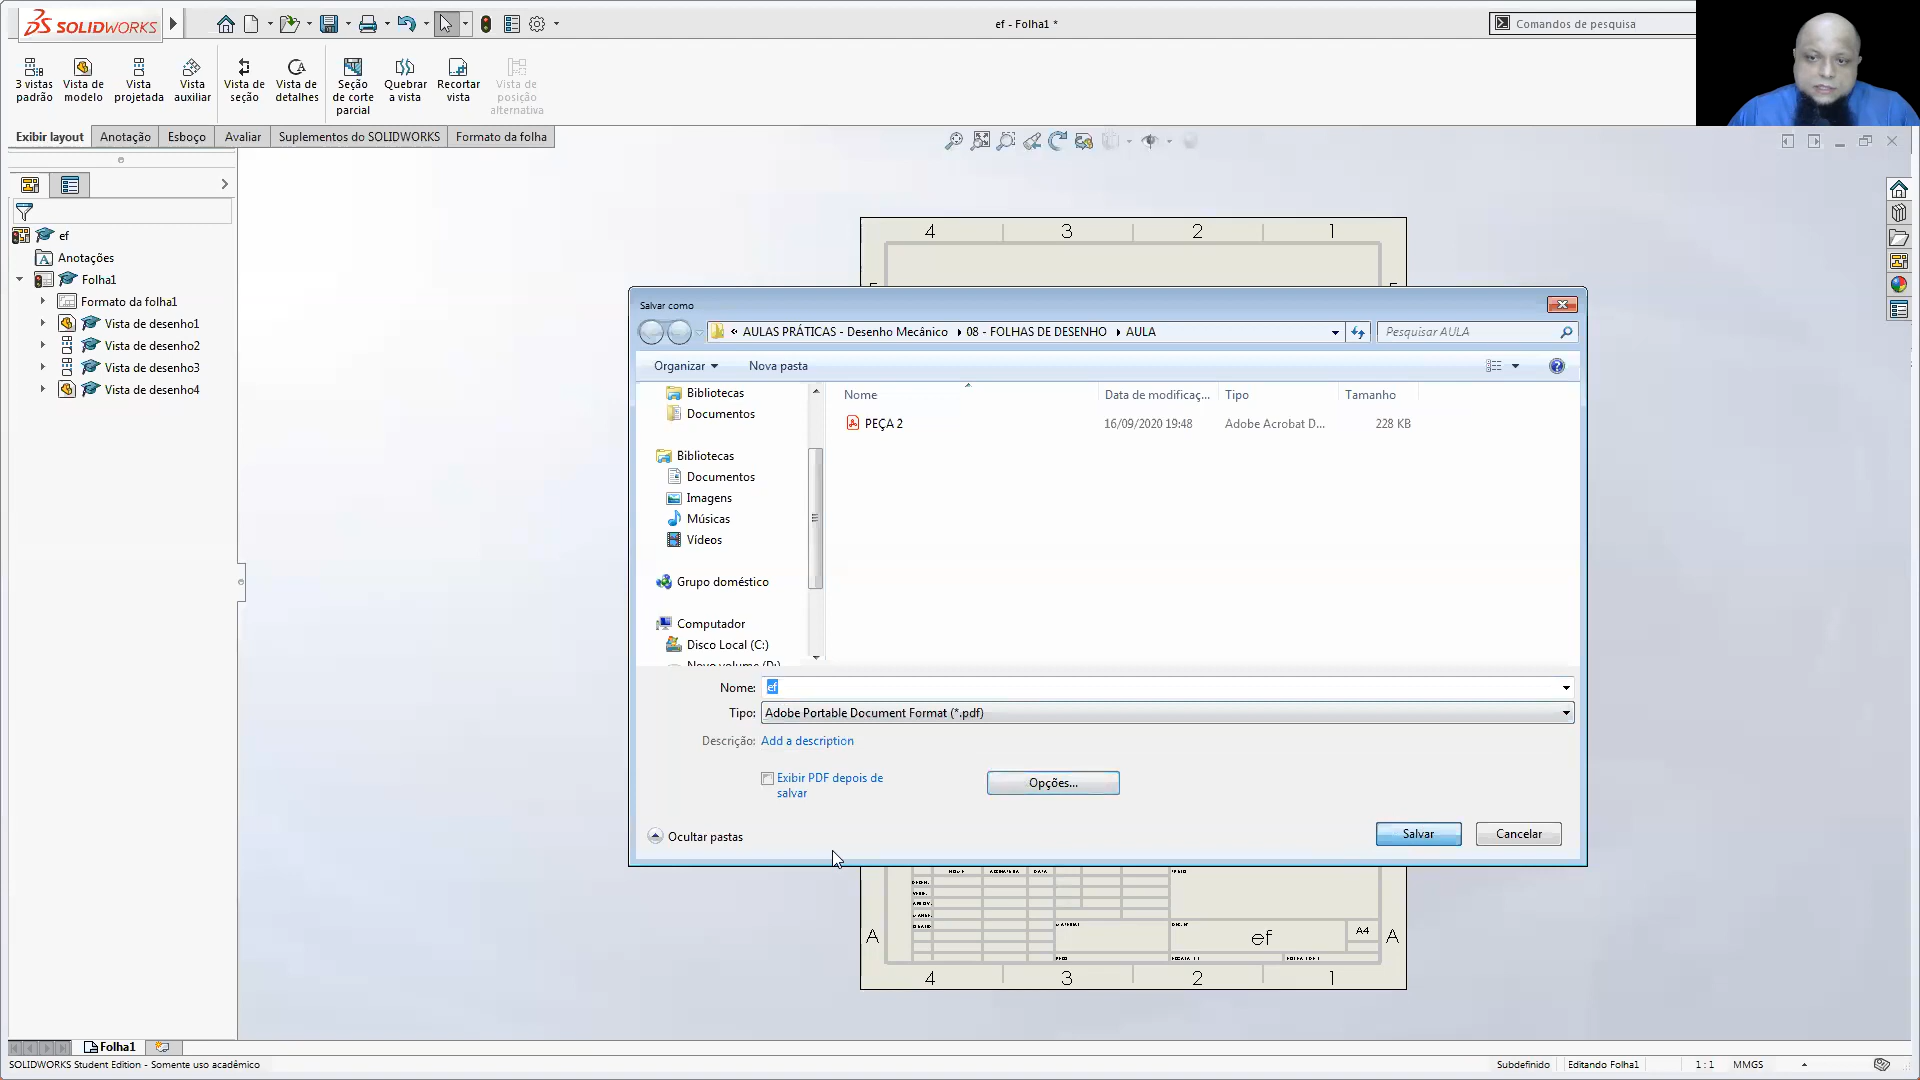 SOLIDWORKS
ef - Folha1 *
Comandos de pesquisa
3 vistas padrão
Vista de modelo
Vista projetada
Vista auxiliar
Vista de seção
Vista de detalhes
Seção de corte parcial
Quebrar a vista
Recortar vista
Vista de posição alternativa
Exibir layout
Anotação
Esboço
Avaliar
Suplementos do SOLIDWORKS
Formato da folha
ef
Anotações
Folha1
Formato da folha1
Vista de desenho1
Vista de desenho2
Vista de desenho3
Vista de desenho4
4 3 2 1
Salvar como
« AULAS PRÁTICAS - Desenho Mecânico
08 - FOLHAS DE DESENHO
AULA
Pesquisar AULA
Organizar
Nova pasta
Bibliotecas
Documentos
Bibliotecas
Documentos
Imagens
Músicas
Vídeos
Grupo doméstico
Computador
Disco Local (C:)
Novo volume (D:)
Nome
Data de modificaç...
Tipo
Tamanho
PEÇA 2
16/09/2020 19:48
Adobe Acrobat D...
228 KB
Nome: ef
Tipo: Adobe Portable Document Format (*.pdf)
Descrição: Add a description
Exibir PDF depois de
salvar
Opções...
Ocultar pastas
Salvar
Cancelar
A
ef
A4
A
4 3 2 1
Folha1
SOLIDWORKS Student Edition - Somente uso acadêmico
Subdefinido
Editando Folha1
1 : 1
MMGS